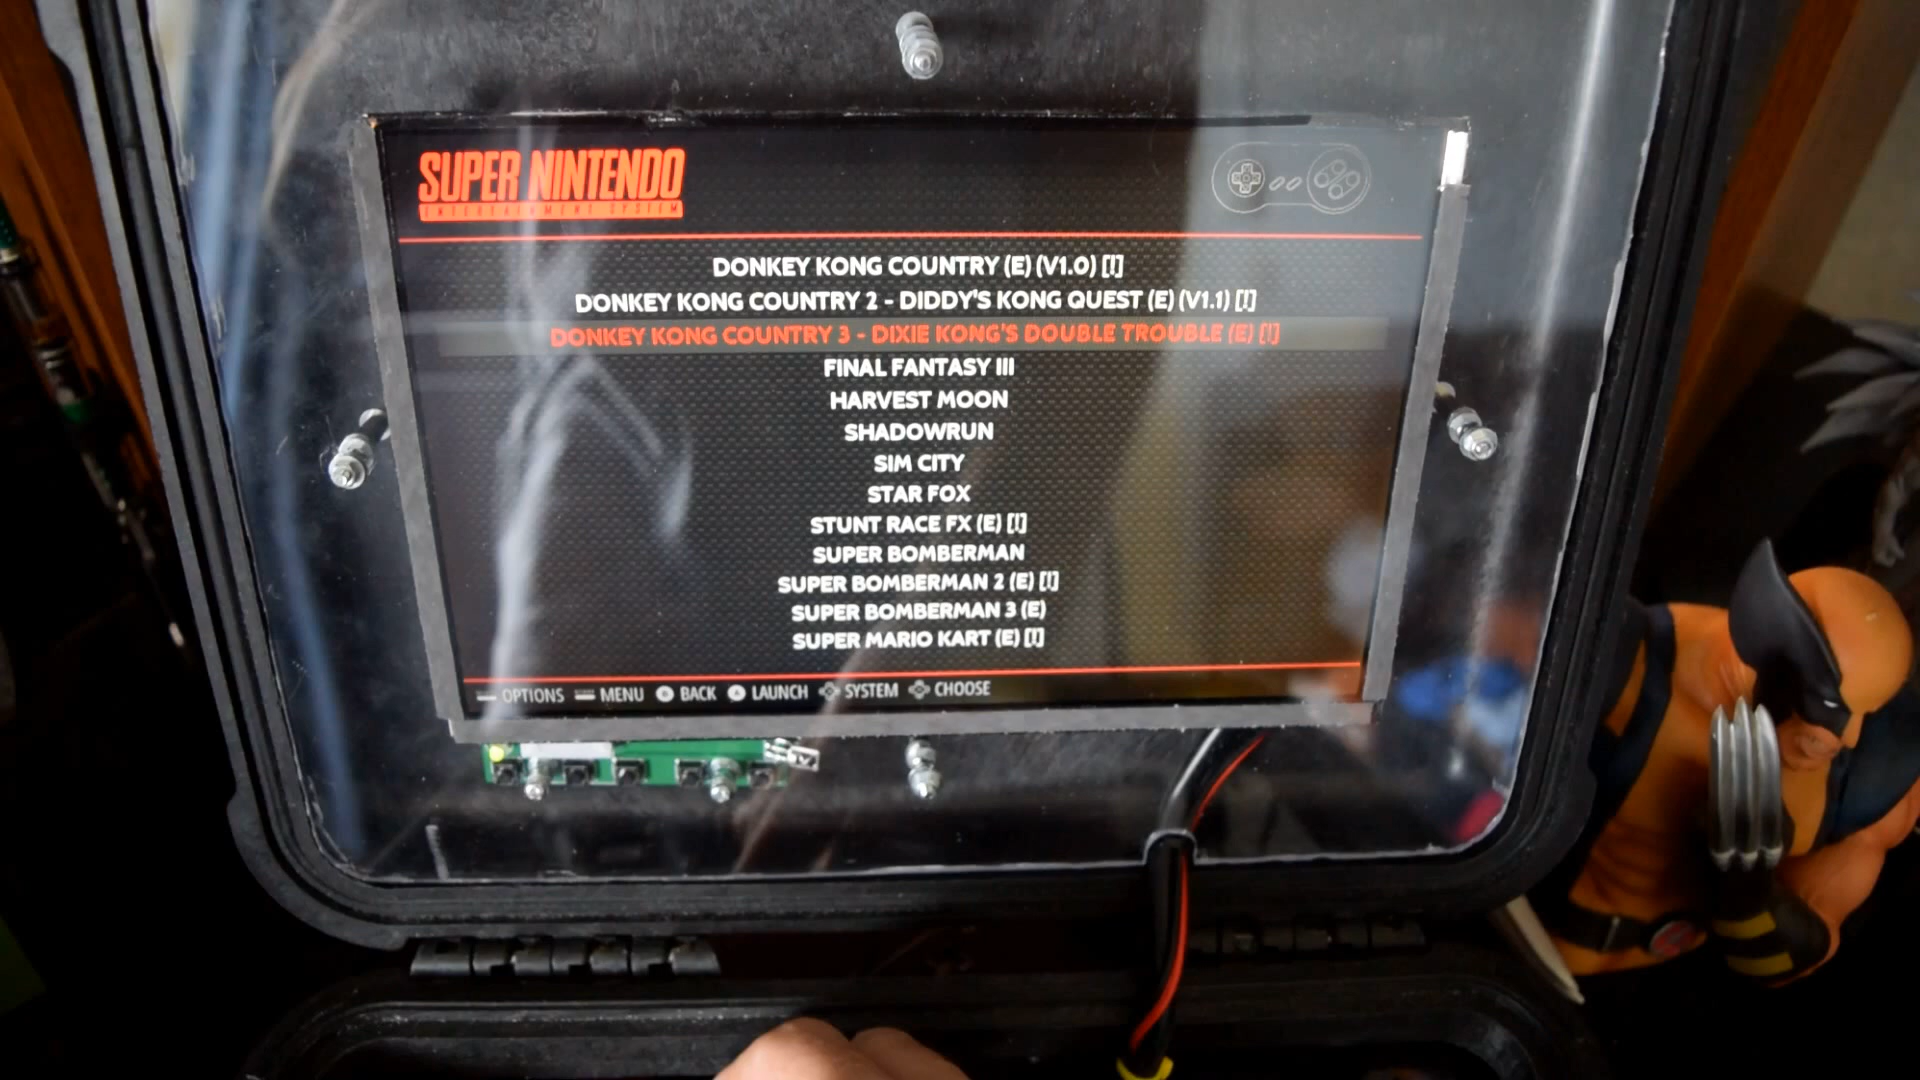 SUPER NINTENDO
ENTERTAINMENT SYSTEM
DONKEY KONG COUNTRY (E) (V1.0) [!]
DONKEY KONG COUNTRY 2 - DIDDY'S KONG QUEST (E) (V1.1) [!]
DONKEY KONG COUNTRY 3 - DIXIE KONG'S DOUBLE TROUBLE (E) [!]
FINAL FANTASY III
HARVEST MOON
SHADOWRUN
SIM CITY
STAR FOX
STUNT RACE FX (E) [!]
SUPER BOMBERMAN
SUPER BOMBERMAN 2 (E) [!]
SUPER BOMBERMAN 3 (E)
SUPER MARIO KART (E) [!]
OPTIONS MENU BACK LAUNCH SYSTEM CHOOSE